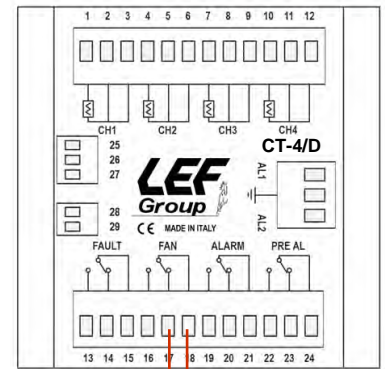 1 2 3 4 5 6 7 8 9 10 11 12
CH1 CH2 CH3 CH4
CT-4/D
25
26
27
AL1
LEF
Group
28
29
AL2
CE MADE IN ITALY
FAULT FAN ALARM PRE AL
13 14 15 16 17 18 19 20 21 22 23 24